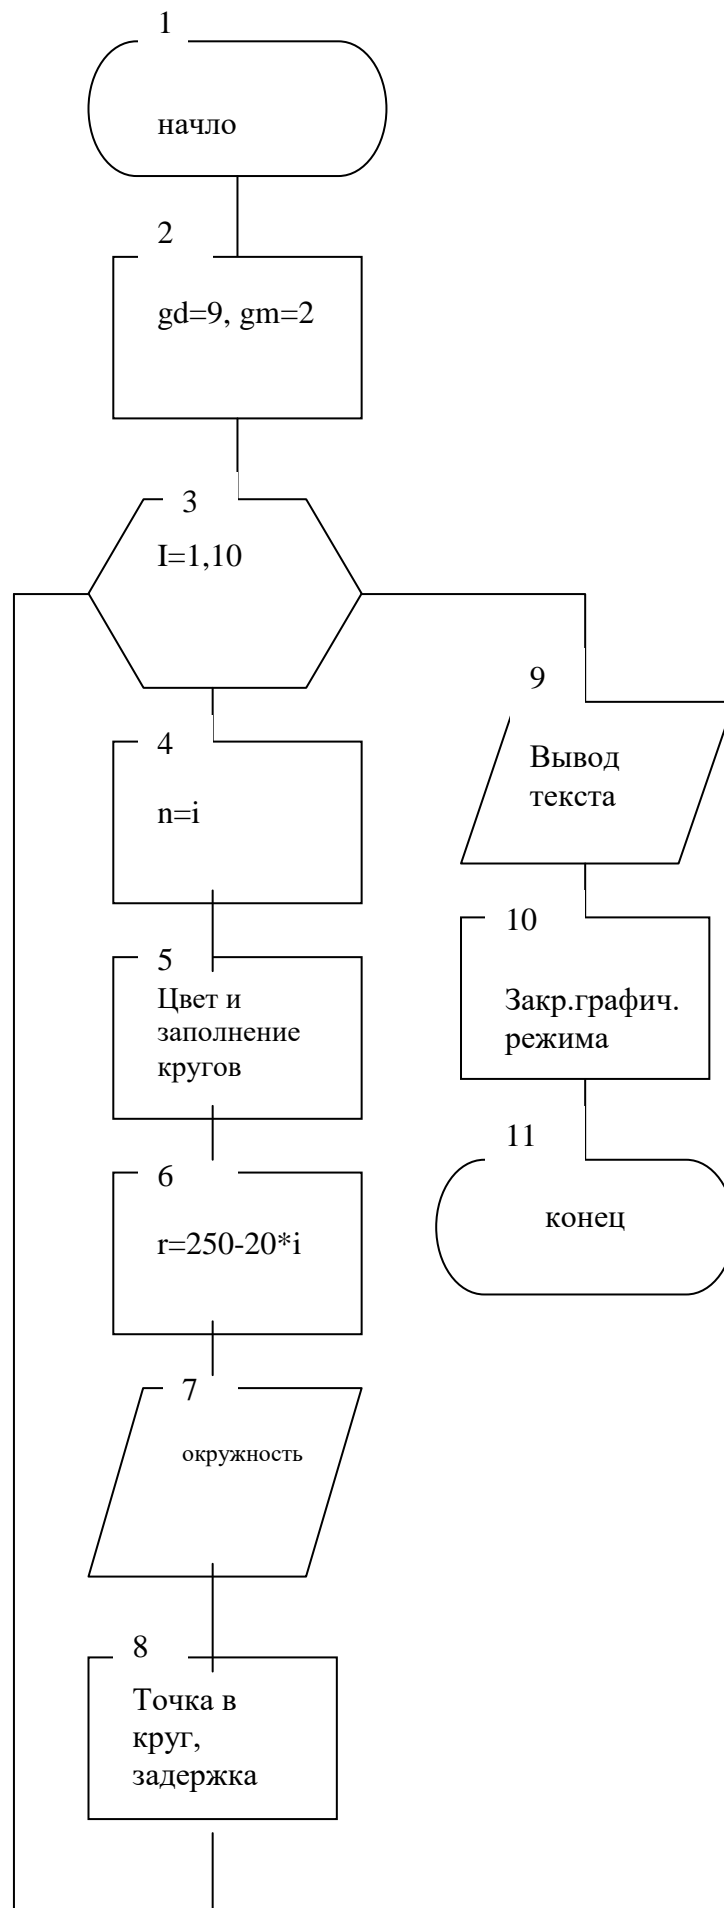 1
начло
2
gd=9, gm=2
3
I=1,10
4
n=i
5
Цвет и
заполнение
кругов
6
r=250-20*i
7
окружность
8
Точка в
круг,
задержка
9
Вывод
текста
10
Закр.графич.
режима
11
конец